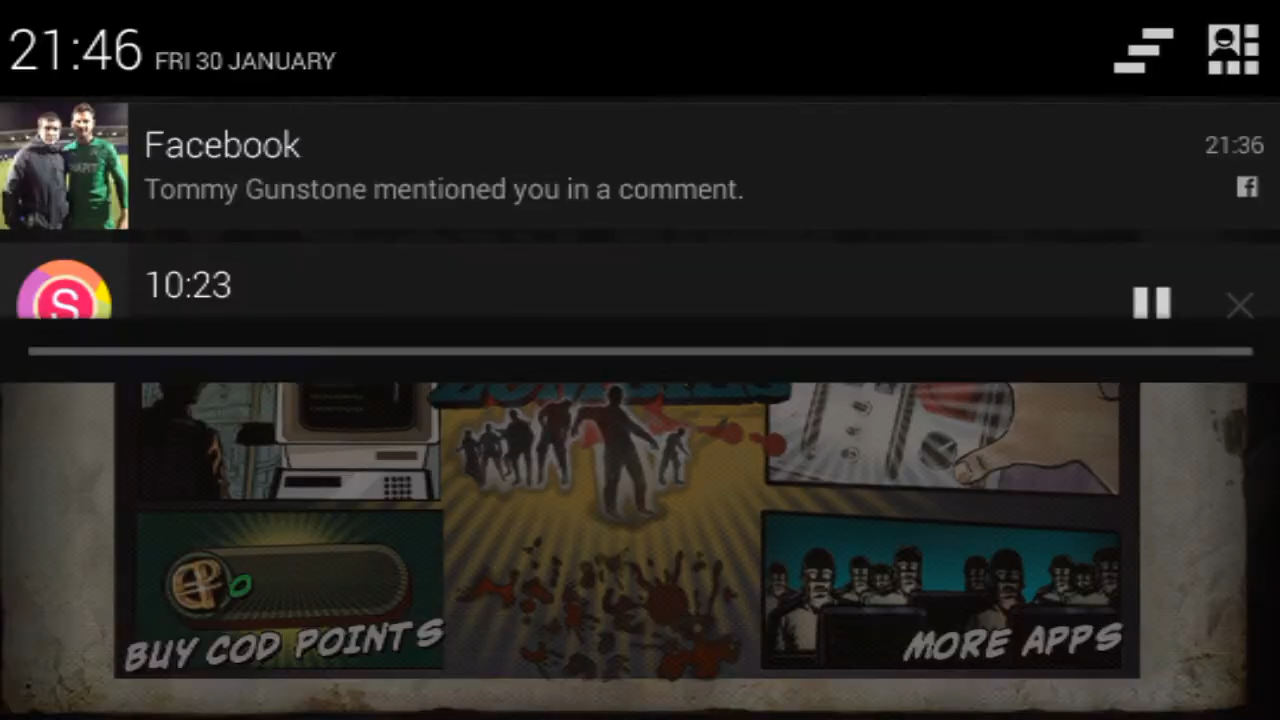 21:46 FRI 30 JANUARY
Facebook
21:36
Tommy Gunstone mentioned you in a comment.
S
10:23
BUY COD POINTS
MORE APPS